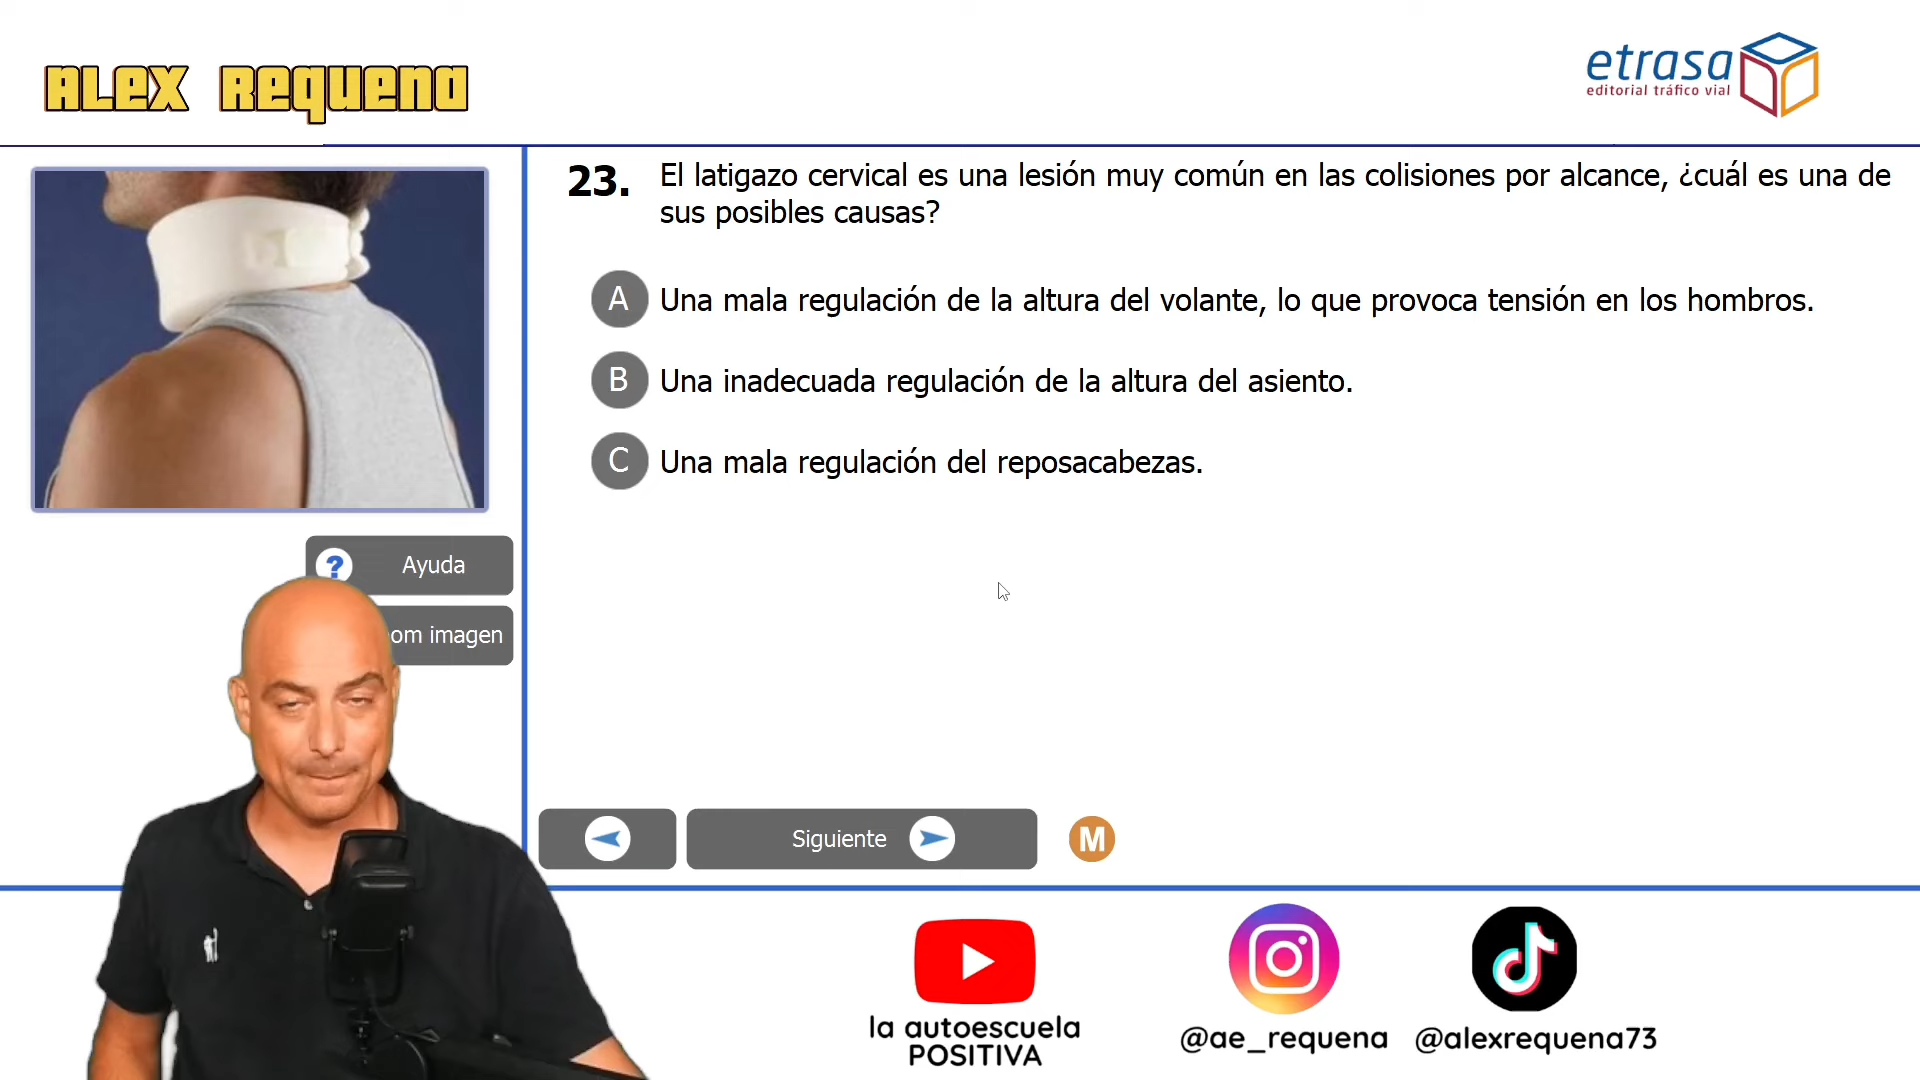 ALEX REQUENA
etrasa
editorial tráfico vial
23.
El latigazo cervical es una lesión muy común en las colisiones por alcance, ¿cuál es una de
sus posibles causas?
A
Una mala regulación de la altura del volante, lo que provoca tensión en los hombros.
B
Una inadecuada regulación de la altura del asiento.
C
Una mala regulación del reposacabezas.
? Ayuda
om imagen
Siguiente
M
la autoescuela
POSITIVA
@ae_requena
@alexrequena73